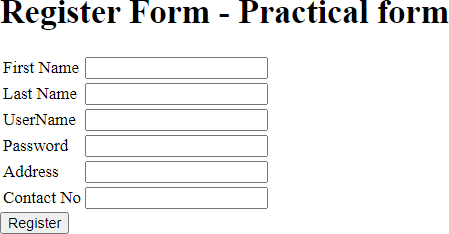 Register Form - Practical form
First Name
Last Name
UserName
Password
Address
Contact No
Register